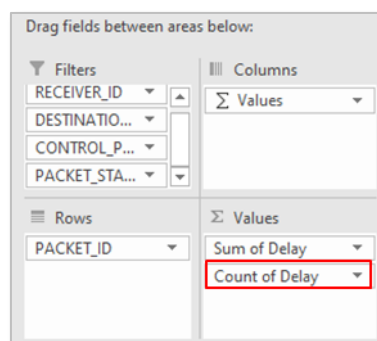 Drag fields between areas below:
Filters
RECEIVER_ID
DESTINATIO...
CONTROL_P...
PACKET_STA...
Columns
Σ Values
Rows
PACKET_ID
Σ Values
Sum of Delay
Count of Delay